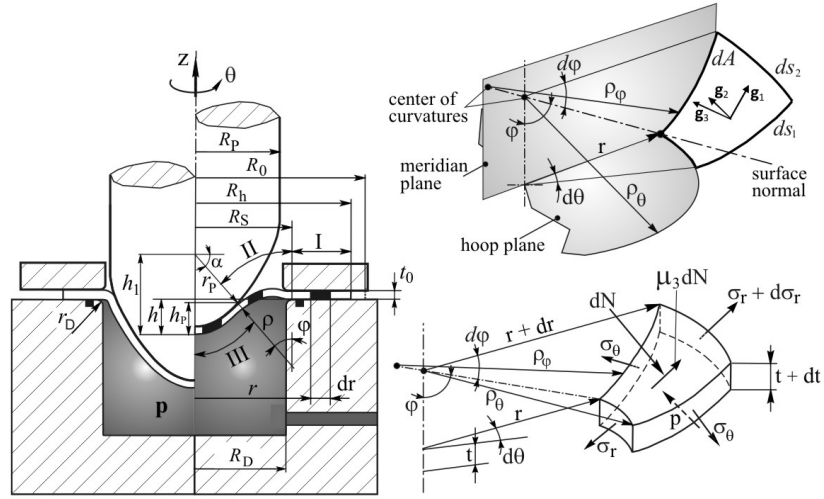 z
θ
R_P
R_0
R_h
R_S
II
I
α
r_P
t_0
h_1
h
h_P
r_D
ρ
φ
III
r
dr
p
R_D
dφ
dA
ds_2
center of
curvatures
ρ_φ
g_2
g_1
g_3
φ
ds_1
meridian
plane
r
surface
normal
dθ
ρ_θ
hoop plane
μ_3dN
dN
σ_r + dσ_r
r + dr
dφ
σ_θ
ρ_φ
t + dt
φ
ρ_θ
r
p
σ_θ
σ_r
t
dθ